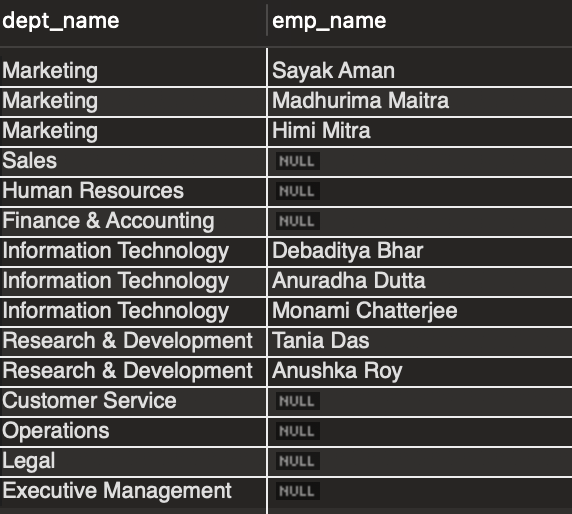 dept_name emp_name
Marketing Sayak Aman
Marketing Madhurima Maitra
Marketing Himi Mitra
Sales NULL
Human Resources NULL
Finance & Accounting NULL
Information Technology Debaditya Bhar
Information Technology Anuradha Dutta
Information Technology Monami Chatterjee
Research & Development Tania Das
Research & Development Anushka Roy
Customer Service NULL
Operations NULL
Legal NULL
Executive Management NULL